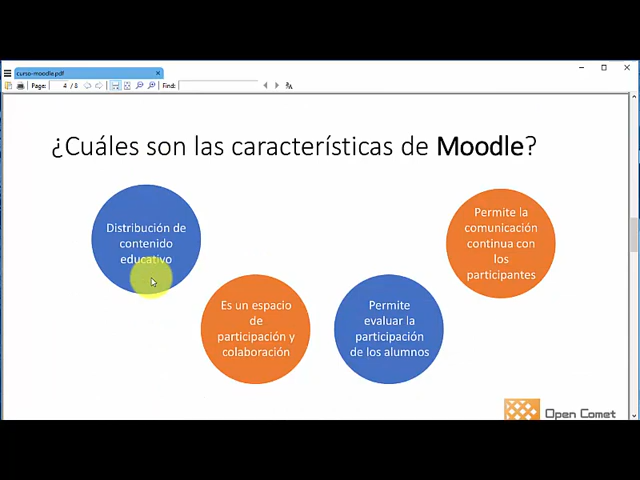 curso-moodle.pdf
Page: 4 / 8 Find:
¿Cuáles son las características de Moodle?
Distribución de
contenido
educativo
Es un espacio
de
participación y
colaboración
Permite
evaluar la
participación
de los alumnos
Permite la
comunicación
continua con
los
participantes
Open Comet